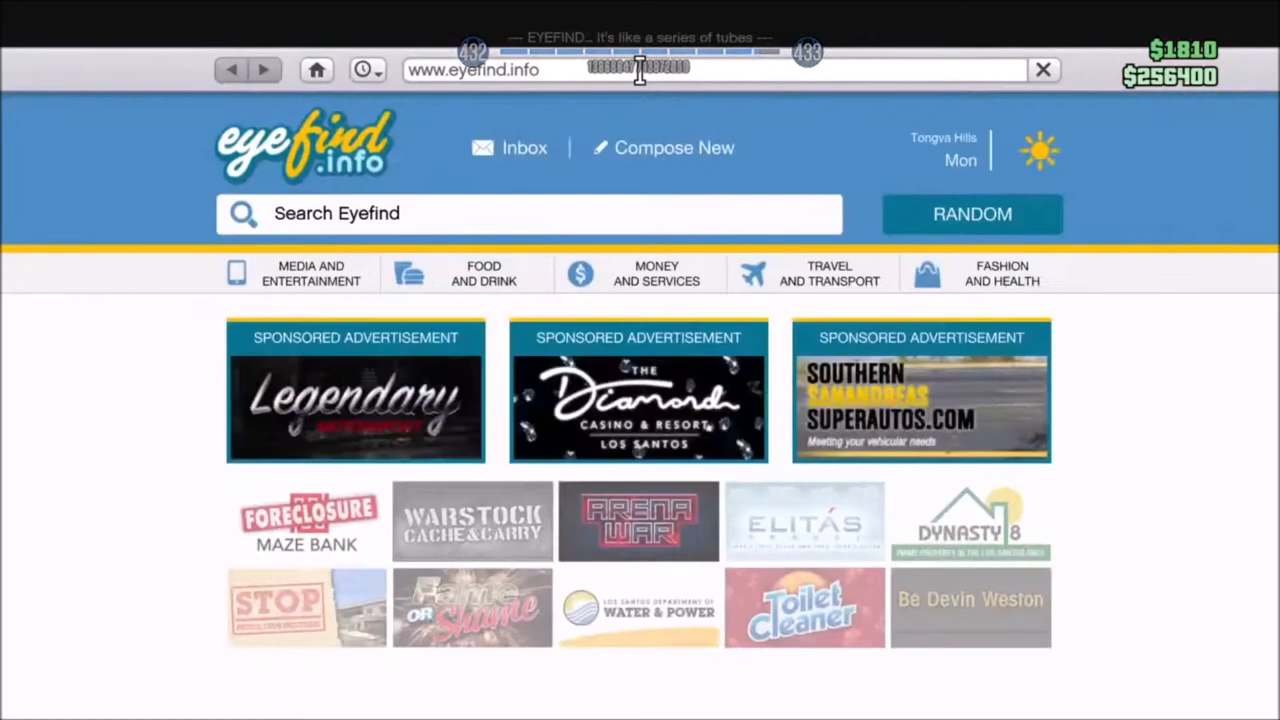 --- EYEFIND... It's like a series of tubes ---
432
433
www.eyefind.info
$1810
$256400
eyefind
.info
Inbox
Compose New
Tongva Hills
Mon
Search Eyefind
RANDOM
MEDIA AND
ENTERTAINMENT
FOOD
AND DRINK
MONEY
AND SERVICES
TRAVEL
AND TRANSPORT
FASHION
AND HEALTH
SPONSORED ADVERTISEMENT
SPONSORED ADVERTISEMENT
SPONSORED ADVERTISEMENT
Legendary
MOTORSPORT
THE
Diamond
CASINO & RESORT
LOS SANTOS
SOUTHERN
SANANDREAS
SUPERAUTOS.COM
Meeting your vehicular needs
FORECLOSURE
MAZE BANK
WARSTOCK
CACHE & CARRY
ARENA
WAR
ELITÁS
TRAVEL
DYNASTY 8
STOP
Fame
OR Shame
LOS SANTOS DEPARTMENT OF
WATER & POWER
Toilet
Cleaner
Be Devin Weston